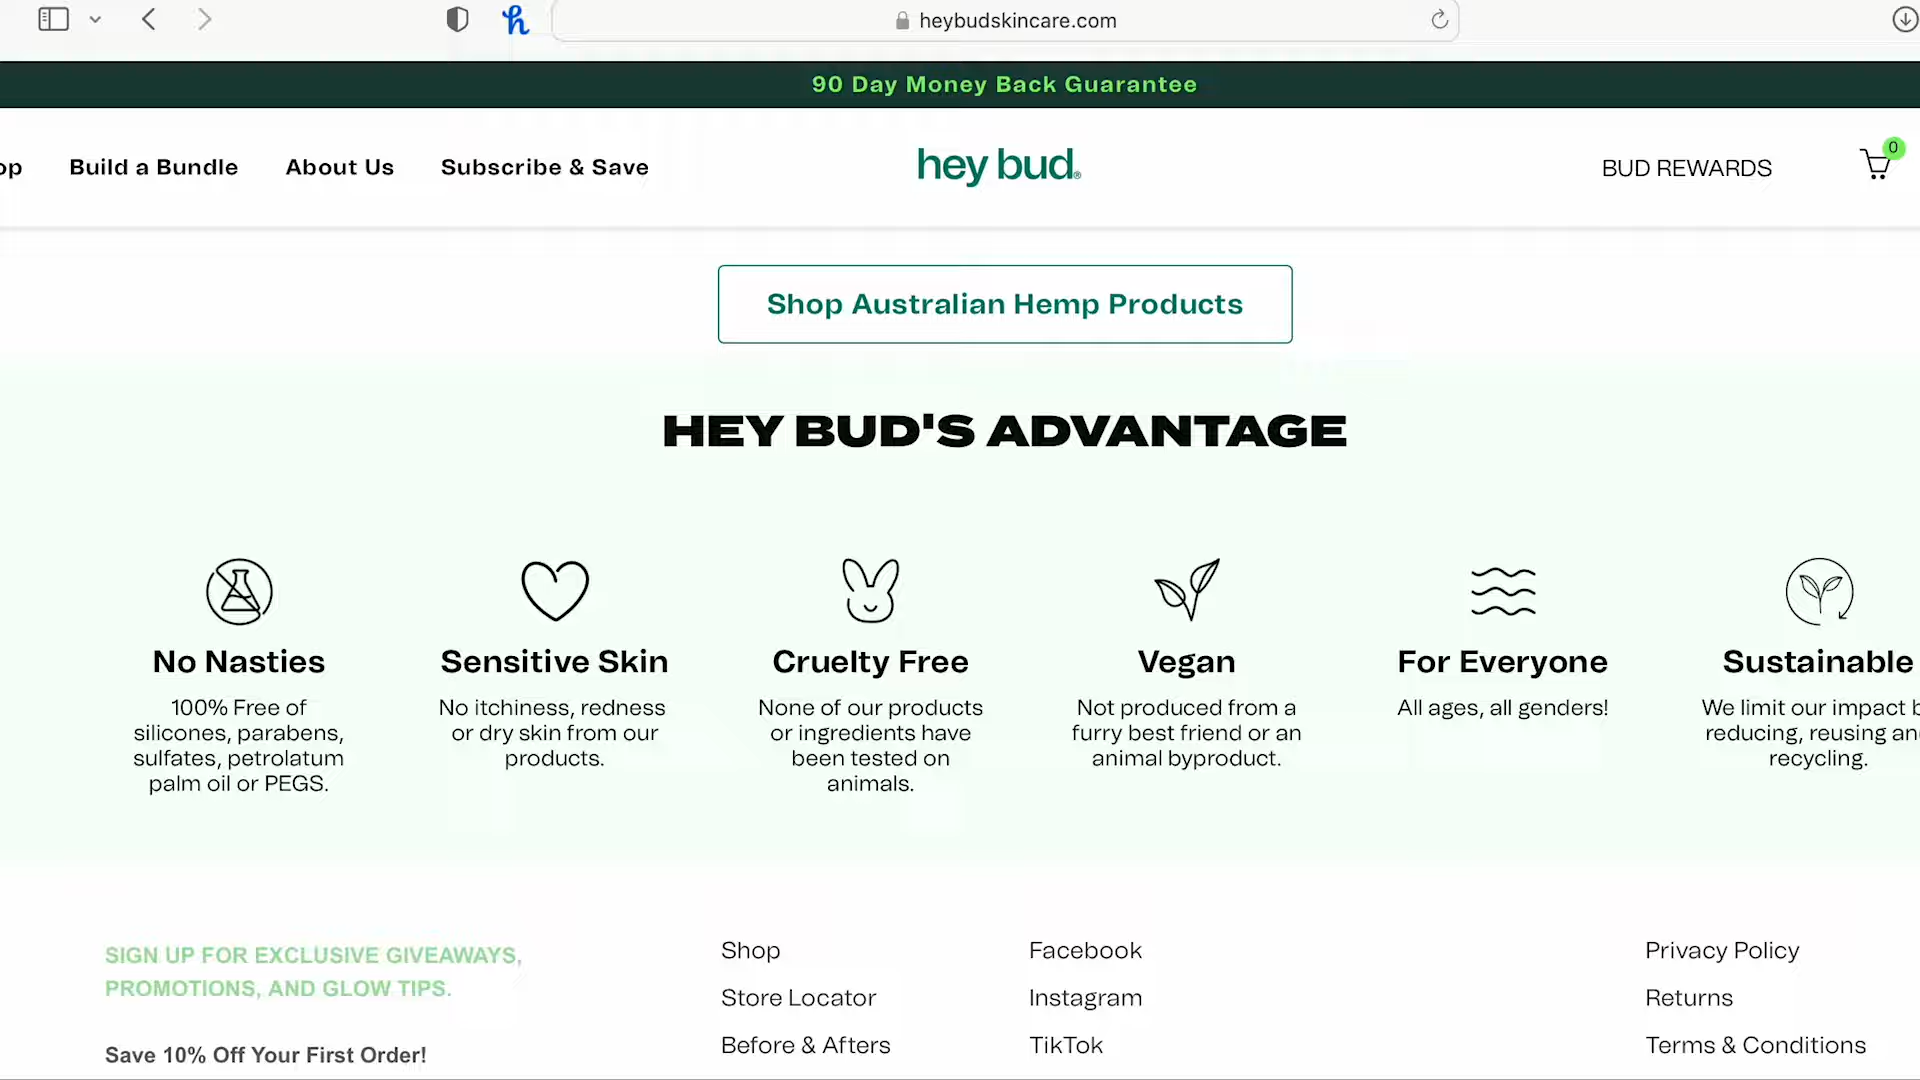 heybudskincare.com
90 Day Money Back Guarantee
op
Build a Bundle
About Us
Subscribe & Save
hey bud®
BUD REWARDS
0
Shop Australian Hemp Products
HEY BUD'S ADVANTAGE
No Nasties
100% Free of
silicones, parabens,
sulfates, petrolatum
palm oil or PEGS.
Sensitive Skin
No itchiness, redness
or dry skin from our
products.
Cruelty Free
None of our products
or ingredients have
been tested on
animals.
Vegan
Not produced from a
furry best friend or an
animal byproduct.
For Everyone
All ages, all genders!
Sustainable
We limit our impact b
reducing, reusing an
recycling.
SIGN UP FOR EXCLUSIVE GIVEAWAYS,
PROMOTIONS, AND GLOW TIPS.
Save 10% Off Your First Order!
Shop
Store Locator
Before & Afters
Facebook
Instagram
TikTok
Privacy Policy
Returns
Terms & Conditions